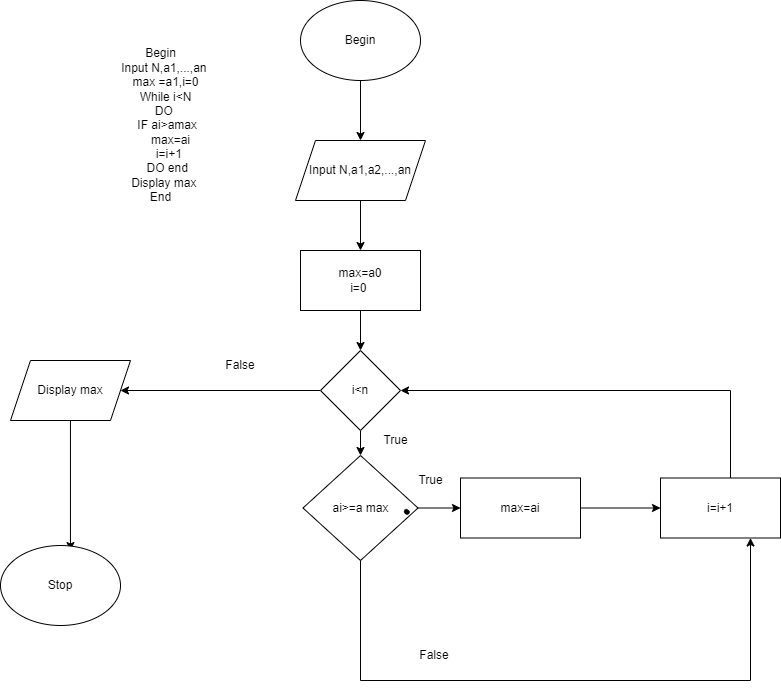 Begin
Begin
Input N,a1,...,an
max =a1,i=0
While i<N
DO
IF ai>amax
max=ai
i=i+1
DO end
Display max
End
Input N,a1,a2,...,an
max=a0
i=0
False
Display max
i<n
True
True
ai>=a max
max=ai
i=i+1
Stop
False